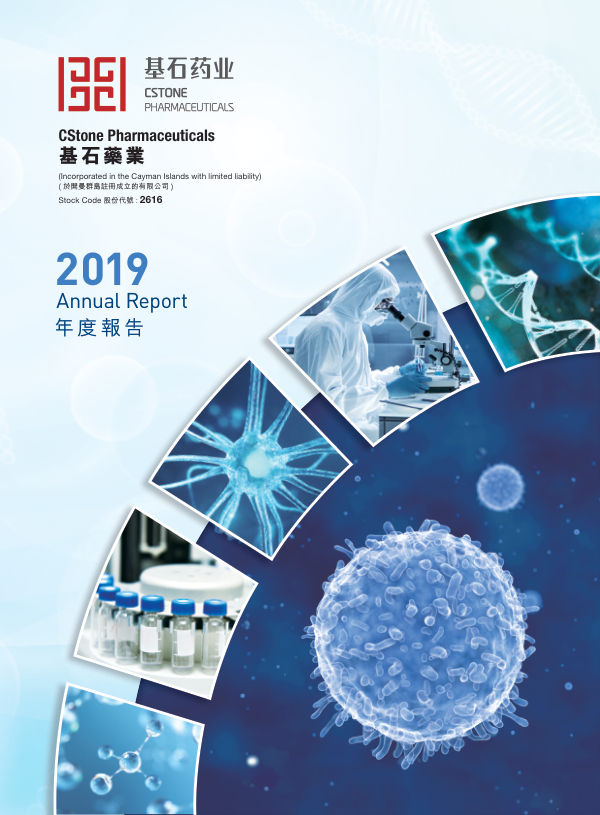 基石药业
CSTONE
PHARMACEUTICALS
CStone Pharmaceuticals
基石藥業
(Incorporated in the Cayman Islands with limited liability)
(於開曼群島註冊成立的有限公司)
Stock Code 股份代號 : 2616
2019
Annual Report
年度報告